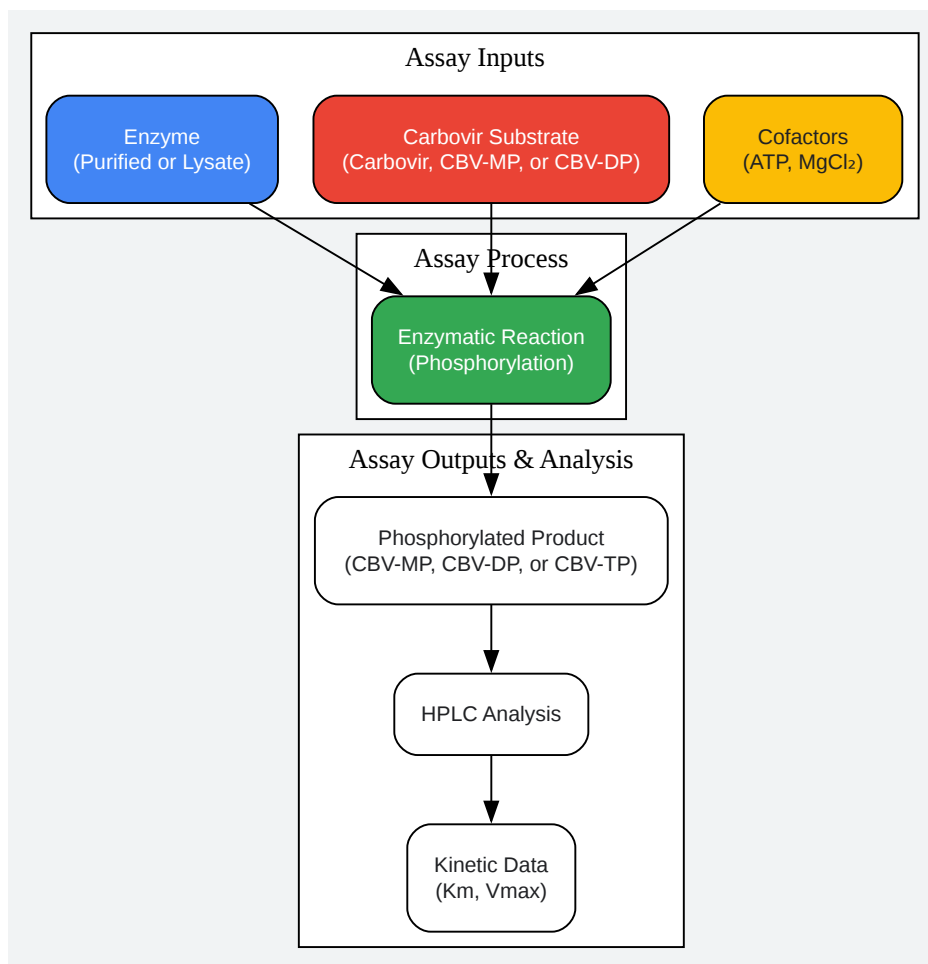 Assay Inputs
Enzyme
(Purified or Lysate)
Carbovir Substrate
(Carbovir, CBV-MP, or CBV-DP)
Cofactors
(ATP, MgCl₂)
Assay Process
Enzymatic Reaction
(Phosphorylation)
Assay Outputs & Analysis
Phosphorylated Product
(CBV-MP, CBV-DP, or CBV-TP)
HPLC Analysis
Kinetic Data
(Km, Vmax)